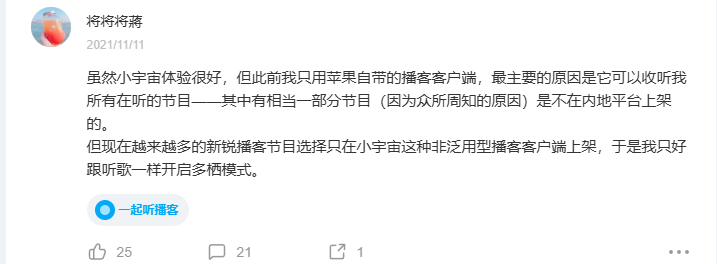 将将将蔣
2021/11/11
虽然小宇宙体验很好，但此前我只用苹果自带的播客客户端，最主要的原因是它可以收听我
所有在听的节目——其中有相当一部分节目（因为众所周知的原因）是不在内地平台上架
的。
但现在越来越多的新锐播客节目选择只在小宇宙这种非泛用型播客客户端上架，于是我只好
跟听歌一样开启多栖模式。
一起听播客
25 21 1